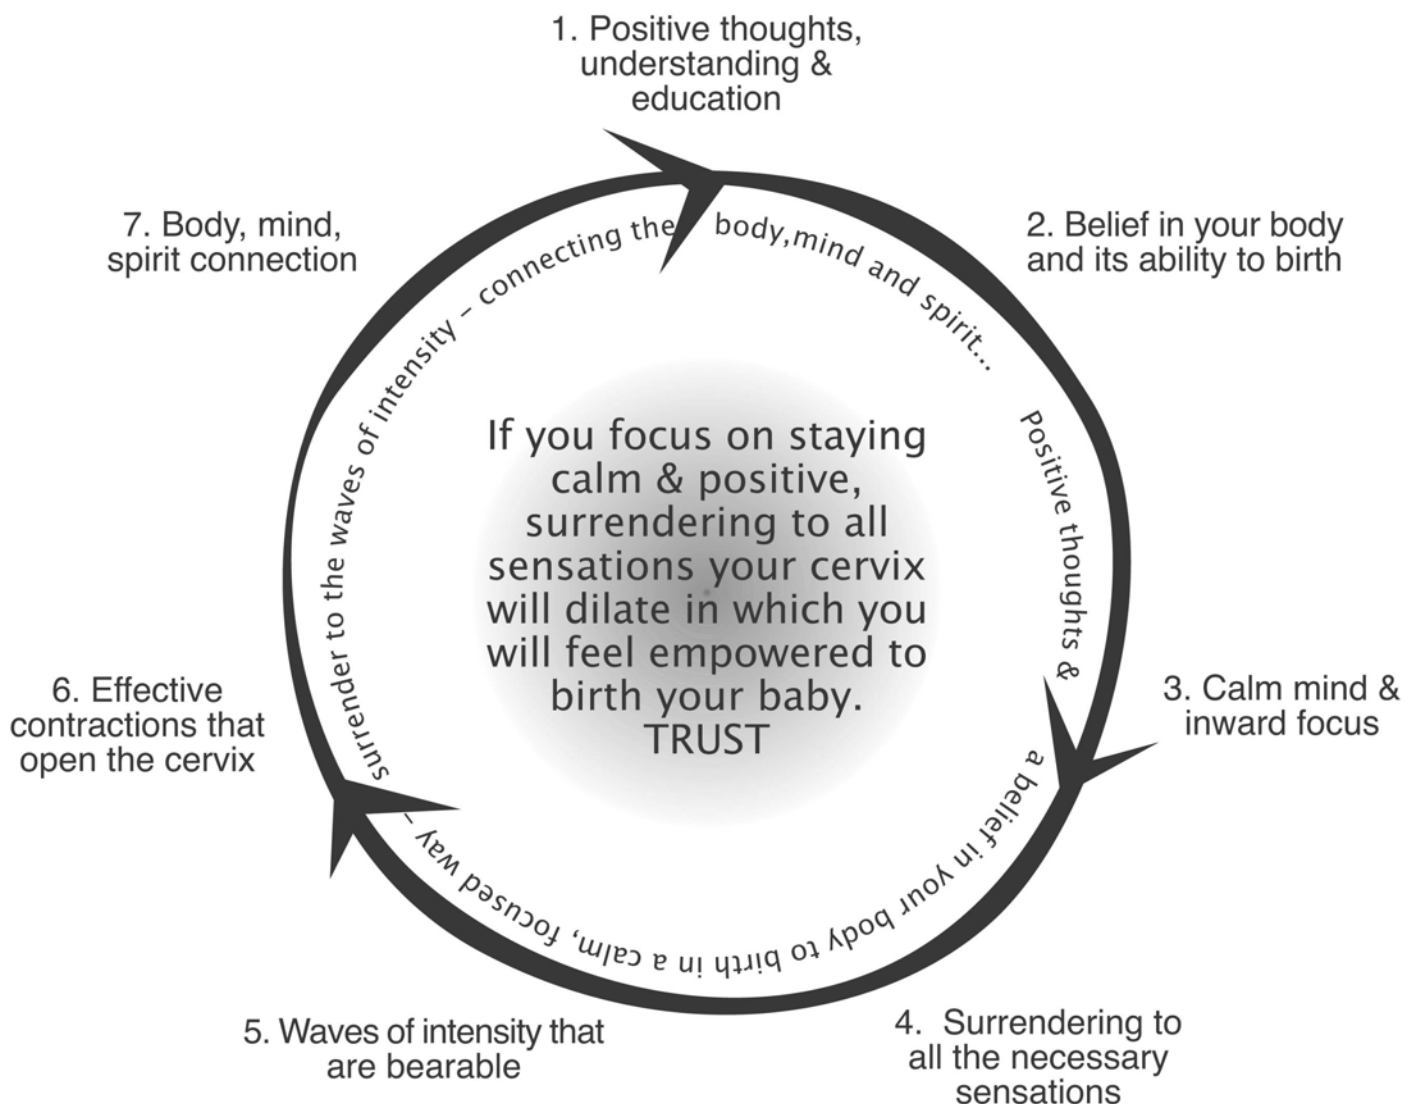 1. Positive thoughts,
understanding &
education
2. Belief in your body
and its ability to birth
3. Calm mind &
inward focus
4.  Surrendering to
all the necessary
sensations
5. Waves of intensity that
are bearable
6. Effective
contractions that
open the cervix
7. Body, mind,
spirit connection
Positive thoughts &
a belief in your body to birth in a calm, focused way –
surrender to the waves of intensity – connecting the
body,mind and spirit...
If you focus on staying
calm & positive,
surrendering to all
sensations your cervix
will dilate in which you
will feel empowered to
birth your baby.
TRUST